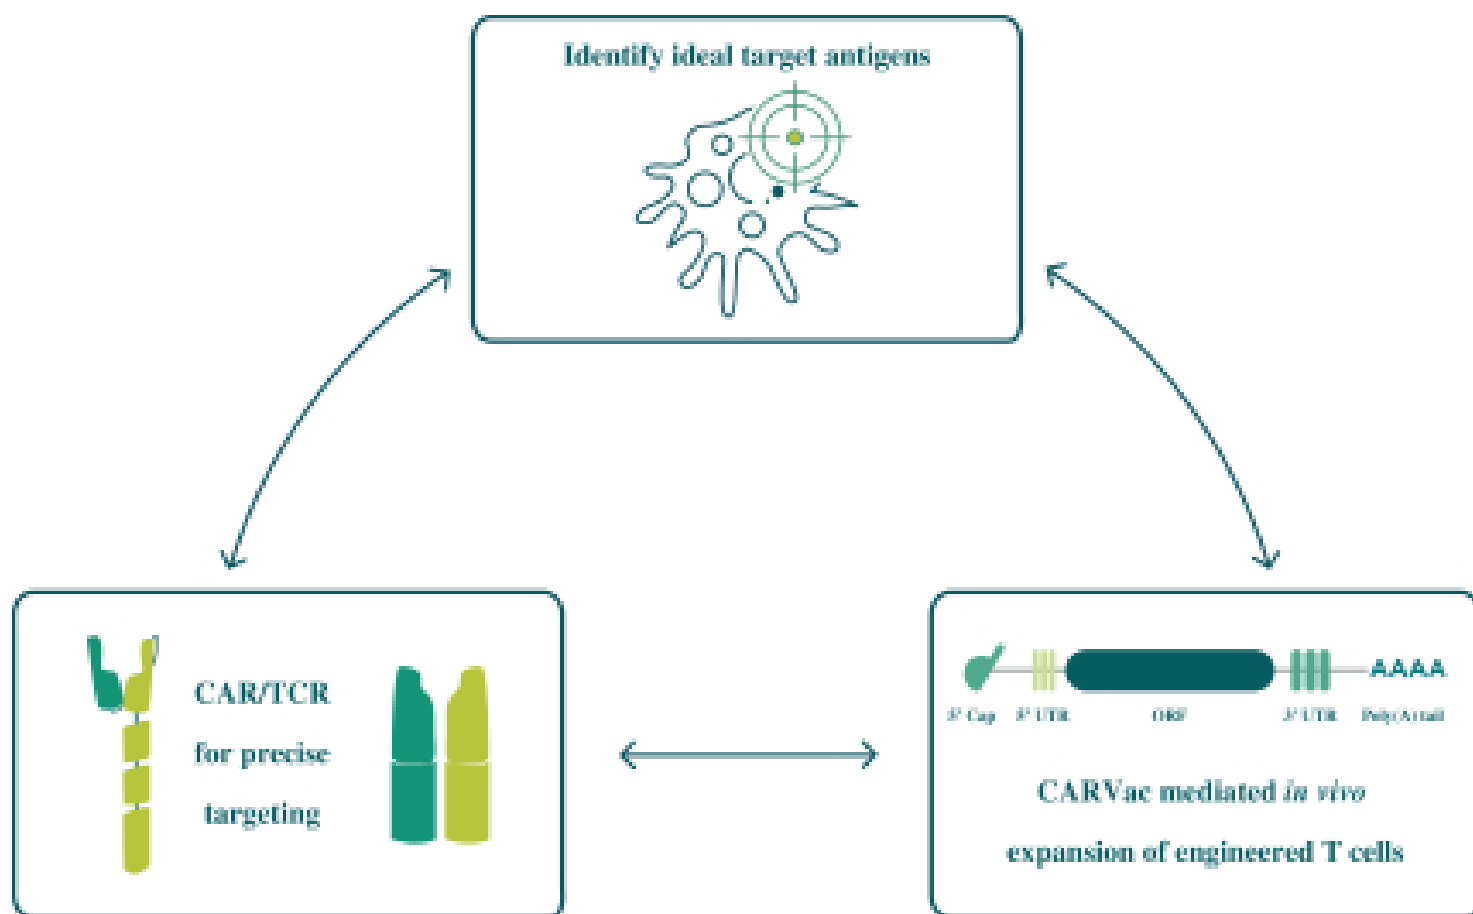 Identify ideal target antigens
CAR/TCR
for precise
targeting
AAAA
5' Cap 5' UTR ORF 3' UTR Poly(A) tail
CARVac mediated in vivo
expansion of engineered T cells